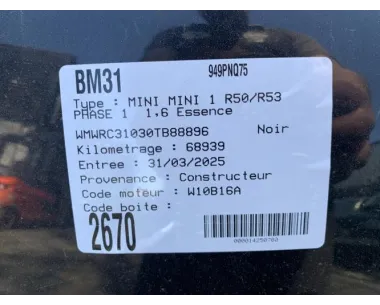 949PNQ75
BM31
Type : MINI MINI 1 R50/R53
PHASE 1 1.6 Essence
WMWRC31030TB88896 Noir
Kilometrage : 68939
Entree : 31/03/2025
Provenance : Constructeur
Code moteur : W10B16A
Code boite :
2670
000014250760